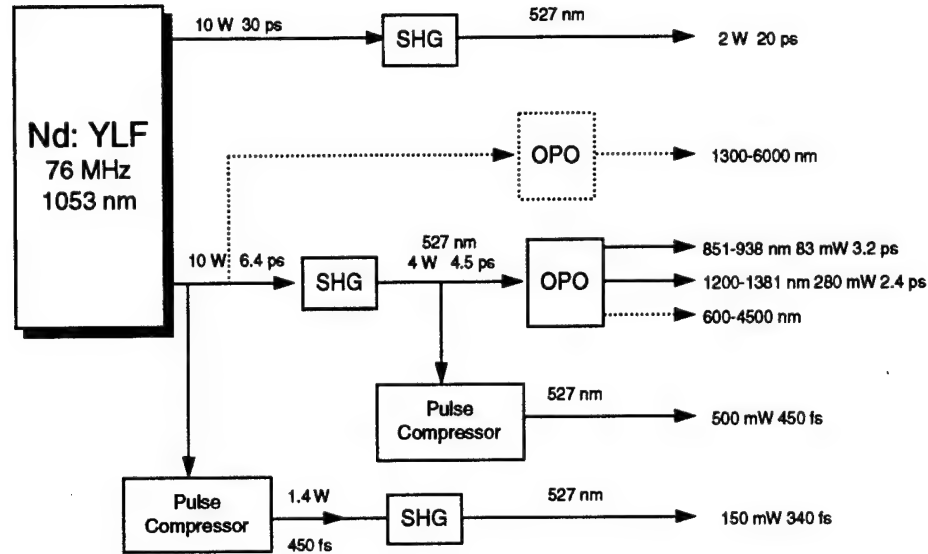 10 W 30 ps
SHG
527 nm
2 W 20 ps
Nd: YLF
76 MHz
1053 nm
OPO
1300-6000 nm
10 W 6.4 ps
SHG
527 nm
4 W 4.5 ps
OPO
851-938 nm 83 mW 3.2 ps
1200-1381 nm 280 mW 2.4 ps
600-4500 nm
Pulse
Compressor
527 nm
500 mW 450 fs
Pulse
Compressor
1.4 W
450 fs
SHG
527 nm
150 mW 340 fs